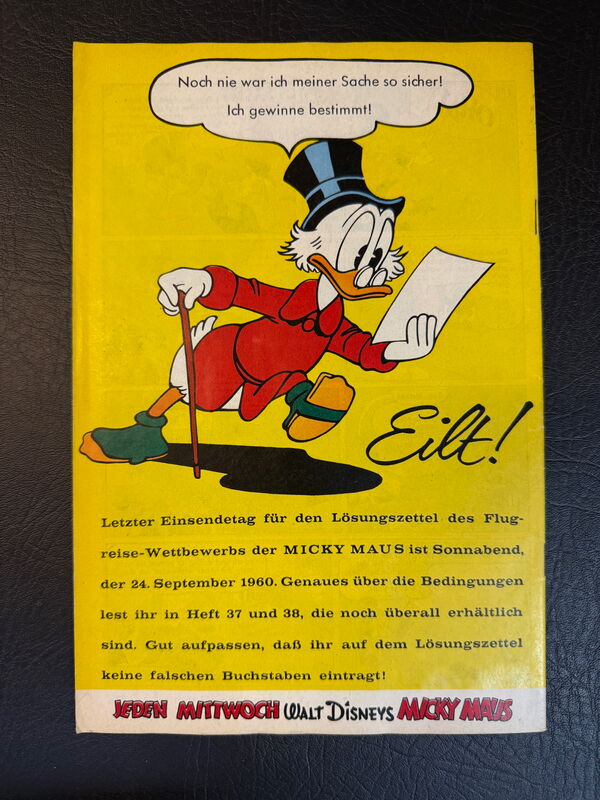 Noch nie war ich meiner Sache so sicher!
Ich gewinne bestimmt!
Eilt!
Letzter Einsendetag für den Lösungszettel des Flug-
reise-Wettbewerbs der MICKY MAUS ist Sonnabend,
der 24. September 1960. Genaues über die Bedingungen
lest ihr in Heft 37 und 38, die noch überall erhältlich
sind. Gut aufpassen, daß ihr auf dem Lösungszettel
keine falschen Buchstaben eintragt!
JEDEN MITTWOCH WALT DISNEYS MICKY MAUS